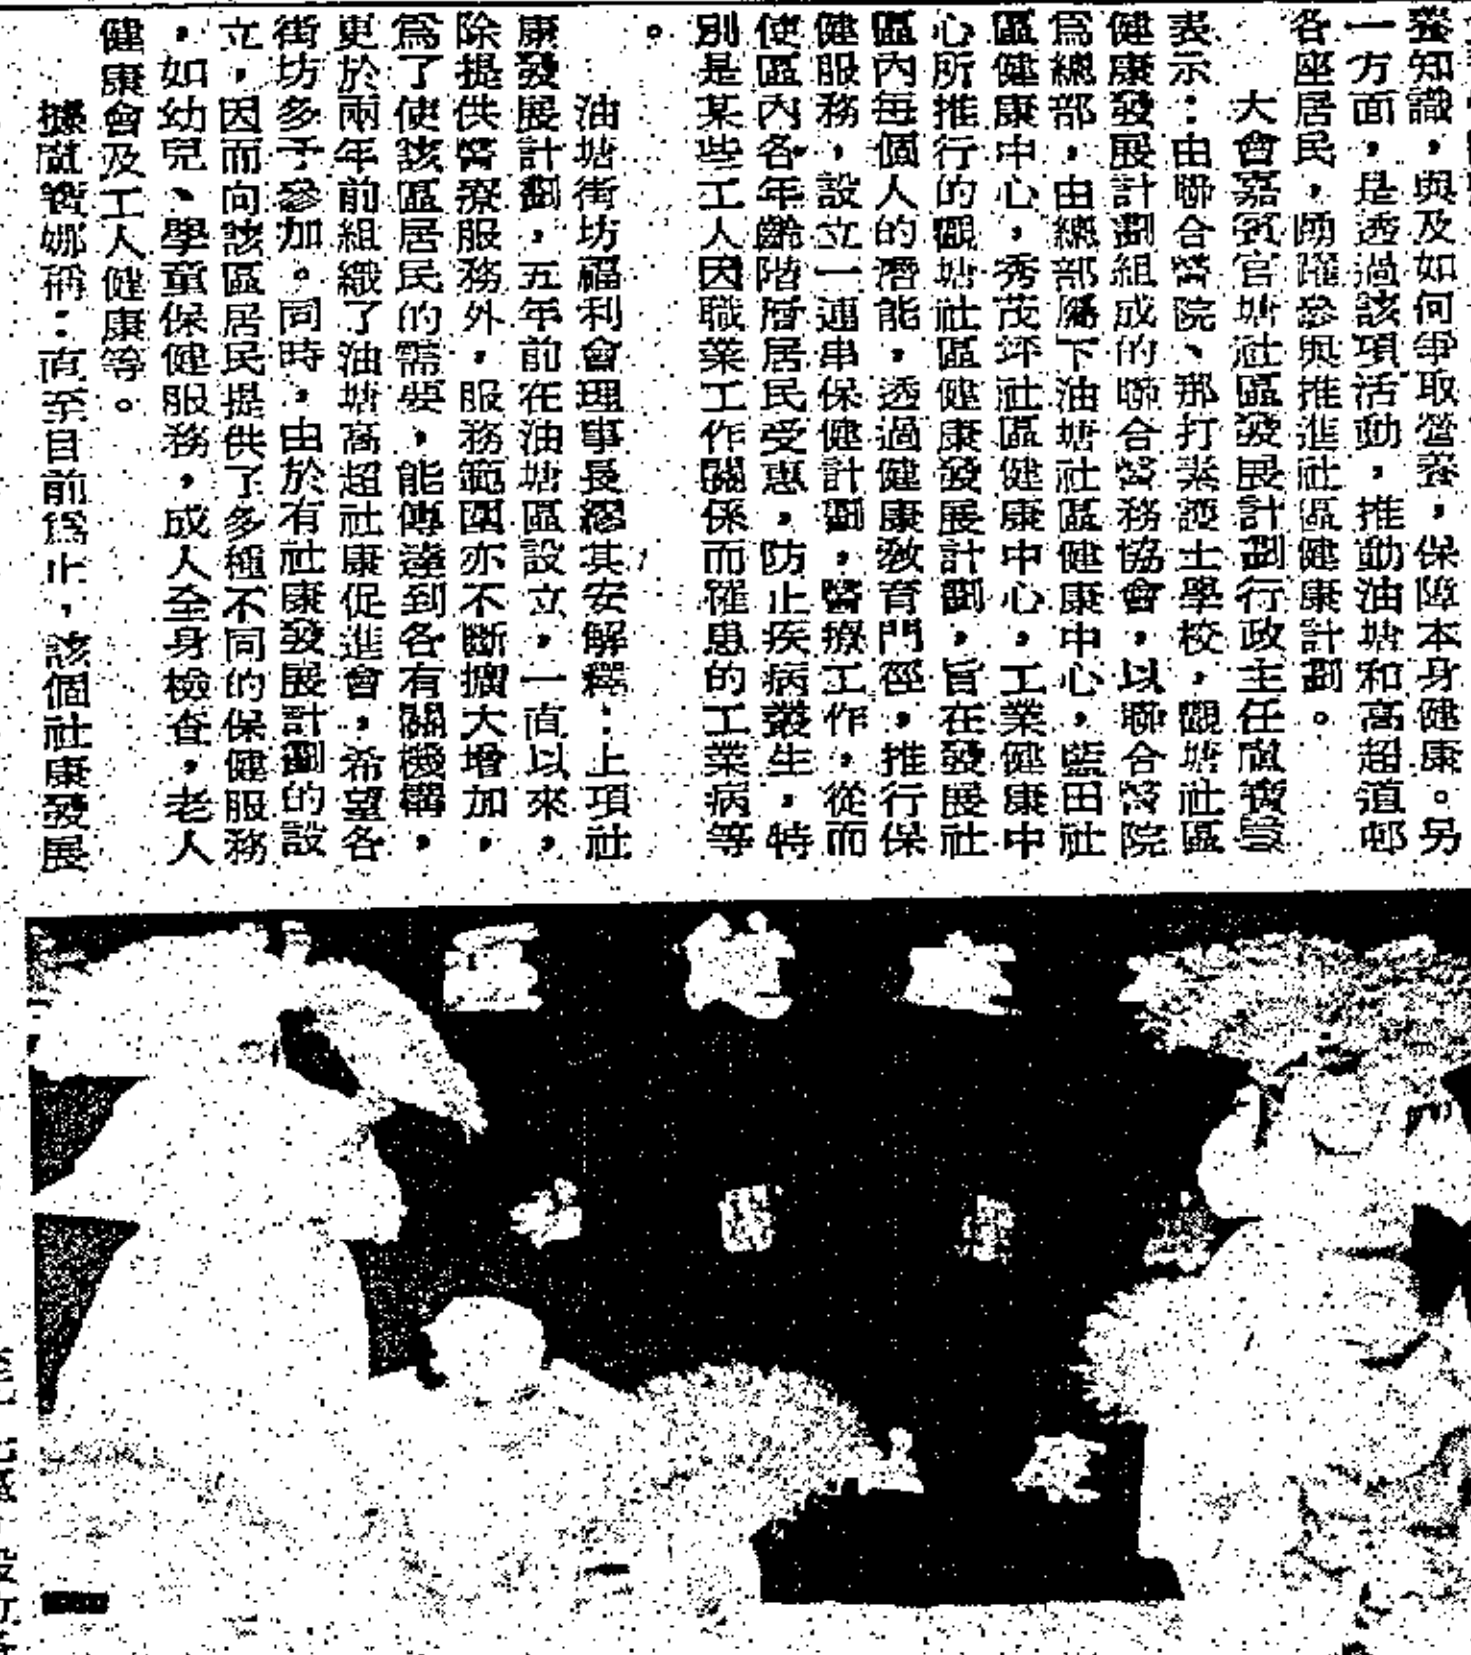 養知識，與及如何爭取營養，保障本身健康。另
一方面，是透過該項活動，推動油塘和高超道邨
各座居民，踴躍參與推進社區健康計劃。
大會嘉賓官塘社區發展計劃行政主任盧
表示：由聯合醫院、那打素護士學校，觀塘社區
健康發展計劃組成的聯合醫務協會，以聯合醫院
爲總部，由總部屬下油塘社區健康中心，藍田社
區健康中心，秀茂坪社區健康中心，工業健康中
心所推行的觀塘社區健康發展計劃，旨在發展社
區內每個人的潛能，透過健康敎育門徑，推行保
健服務，設立一連串保健計劃，醫療工作，從而
使區內各年齡階層居民受惠，防止疾病叢生，特
別是某些工人因職業工作關係而罹患的工業病等
。
油塘街坊福利會理事長繆其安解釋：上項社
康發展計劃，五年前在油塘區設立，一直以來，
除提供醫療服務外，服務範圍亦不斷擴大增加，
爲了使該區居民的需要，能傳達到各有關機構，
更於兩年前組織了油塘高超社康促進會，希望各
街坊多予參加。同時，由於有社康發展計劃的設
立，因而向該區居民提供了多種不同的保健服務
，如幼兒、學童保健服務，成人全身檢查，老人
健康會及工人健康等。
據盧娜稱：直至目前爲止，該個社康發展